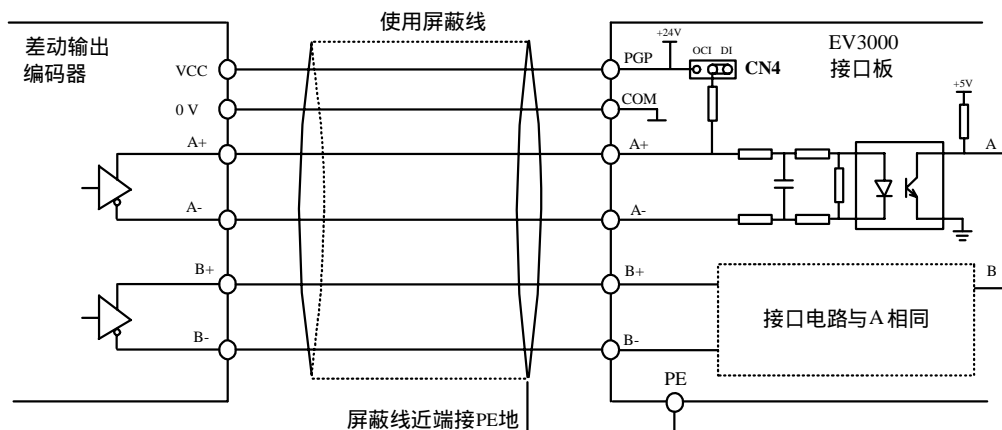 使用屏蔽线
差动输出
编码器
VCC
0 V
A+
A-
B+
B-
PGP
+24V
OCI DI
CN4
EV3000
接口板
COM
+5V
A+
A
A-
B+
B
接口电路与A相同
B-
PE
屏蔽线近端接PE地